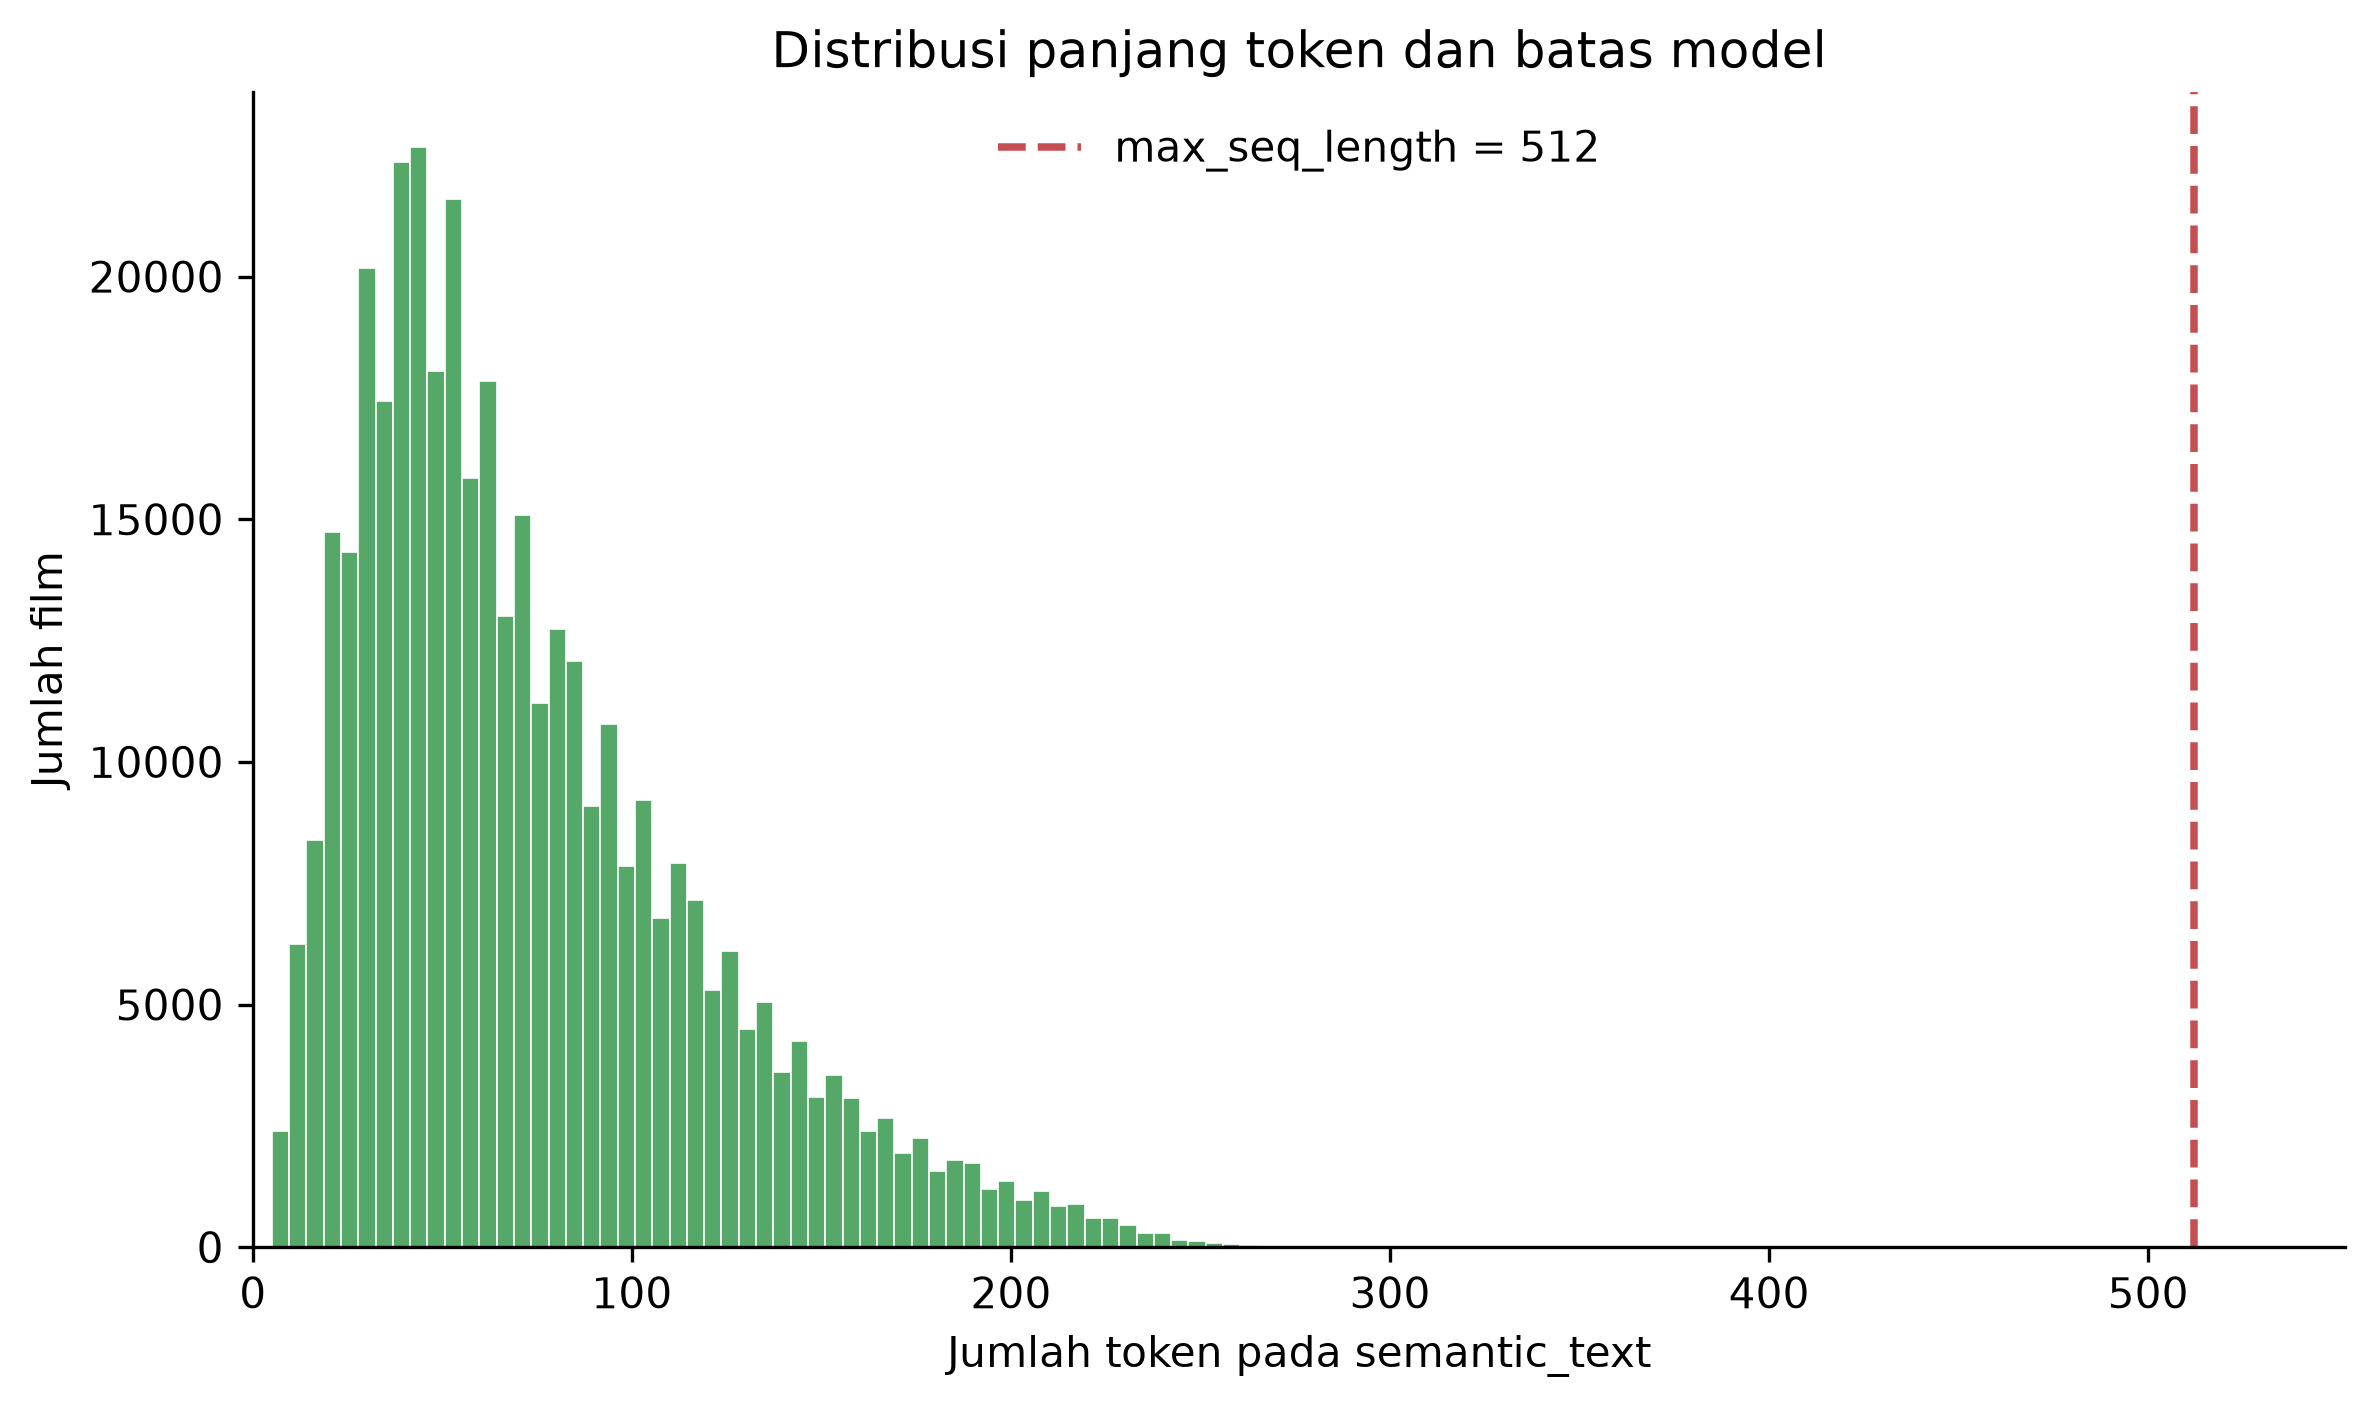 Distribusi panjang token dan batas model
max_seq_length = 512
Jumlah film
20000
15000
10000
5000
0
0 100 200 300 400 500
Jumlah token pada semantic_text